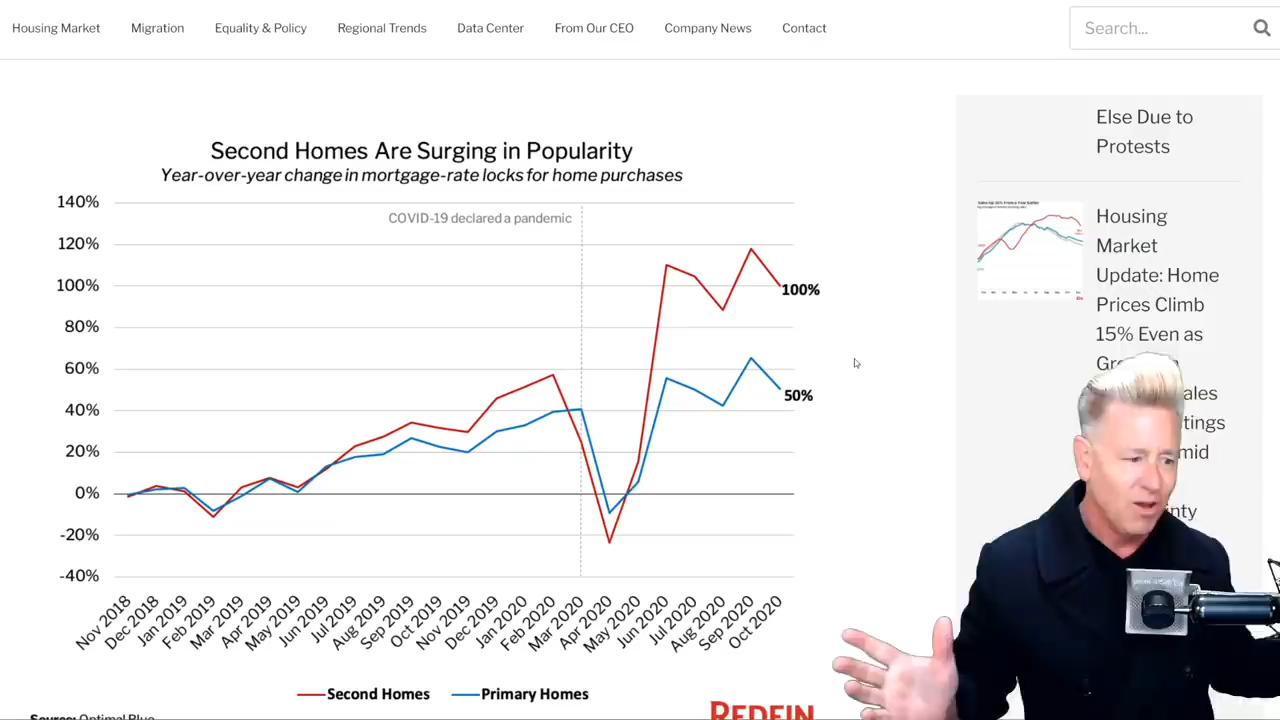 Housing Market Migration Equality & Policy Regional Trends Data Center From Our CEO Company News Contact Search...
Else Due to
Protests
Housing
Market
Update: Home
Prices Climb
15% Even as
Second Homes Are Surging in Popularity
Year-over-year change in mortgage-rate locks for home purchases
COVID-19 declared a pandemic
140%
120%
100%
80%
60%
40%
20%
0%
-20%
-40%
100%
50%
Nov 2018
Dec 2018
Jan 2019
Feb 2019
Mar 2019
Apr 2019
May 2019
Jun 2019
Jul 2019
Aug 2019
Sep 2019
Oct 2019
Nov 2019
Dec 2019
Jan 2020
Feb 2020
Mar 2020
Apr 2020
May 2020
Jun 2020
Jul 2020
Aug 2020
Sep 2020
Oct 2020
Second Homes Primary Homes
Source: Optimal Blue
REDFIN